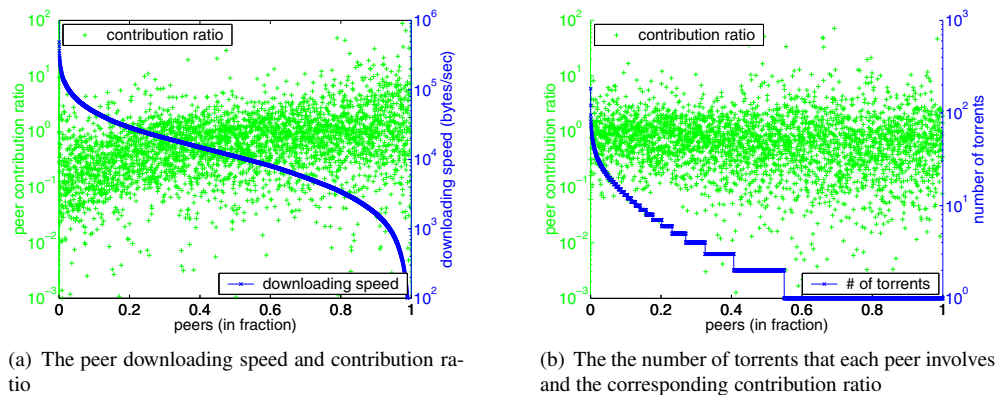 10^2
10^1
10^0
10^-1
10^-2
10^-3
peer contribution ratio
contribution ratio
downloading speed
10^6
10^5
10^4
10^3
10^2
downloading speed (bytes/sec)
0 0.2 0.4 0.6 0.8 1
peers (in fraction)
(a) The peer downloading speed and contribution ra-
tio
10^2
10^1
10^0
10^-1
10^-2
10^-3
peer contribution ratio
contribution ratio
# of torrents
10^3
10^2
10^1
10^0
number of torrents
0 0.2 0.4 0.6 0.8 1
peers (in fraction)
(b) The the number of torrents that each peer involves
and the corresponding contribution ratio